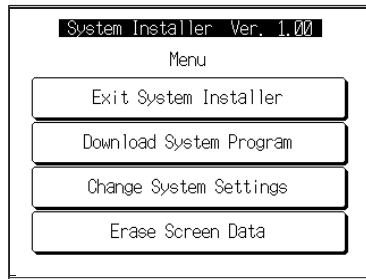 System Installer Ver. 1.00
Menu
Exit System Installer
Download System Program
Change System Settings
Erase Screen Data